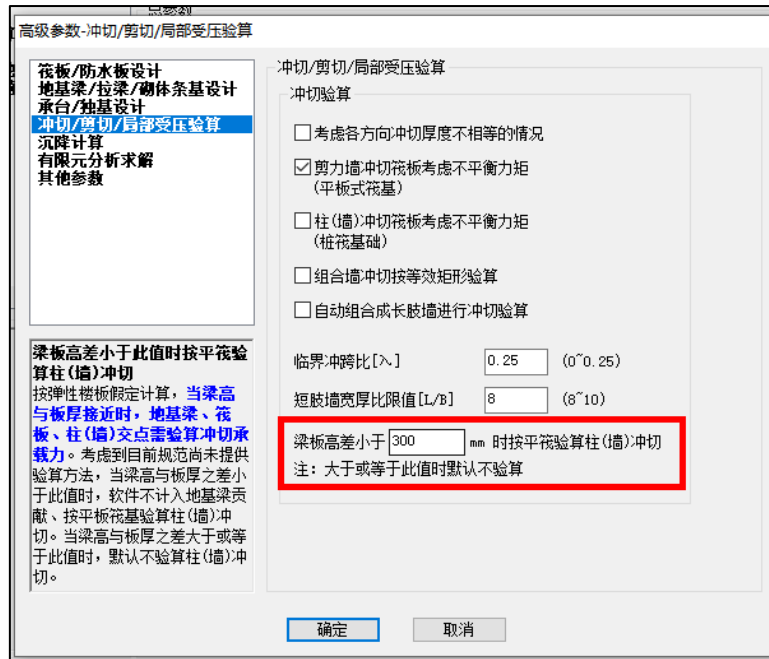 总参数
高级参数-冲切/剪切/局部受压验算
筏板/防水板设计
地基梁/拉梁/砌体条基设计
承台/独基设计
冲切/剪切/局部受压验算
沉降计算
有限元分析求解
其他参数
梁板高差小于此值时按平筏验
算柱(墙)冲切
按弹性楼板假定计算，当梁高
与板厚接近时，地基梁、筏
板、柱(墙)交点需验算冲切承
载力。考虑到目前规范尚未提供
验算方法，当梁高与板厚之差小
于此值时，软件不计入地基梁贡
献、按平板筏基验算柱(墙)冲
切。当梁高与板厚之差大于或等
于此值时，默认不验算柱(墙)冲
切。
冲切/剪切/局部受压验算
冲切验算
考虑各方向冲切厚度不相等的情况
剪力墙冲切筏板考虑不平衡力矩
(平板式筏基)
柱(墙)冲切筏板考虑不平衡力矩
(桩筏基础)
组合墙冲切按等效矩形验算
自动组合成长肢墙进行冲切验算
临界冲跨比[λ] 0.25 (0~0.25)
短肢墙宽厚比限值[L/B] 8 (8~10)
梁板高差小于 300 mm 时按平筏验算柱(墙)冲切
注：大于或等于此值时默认不验算
确定 取消